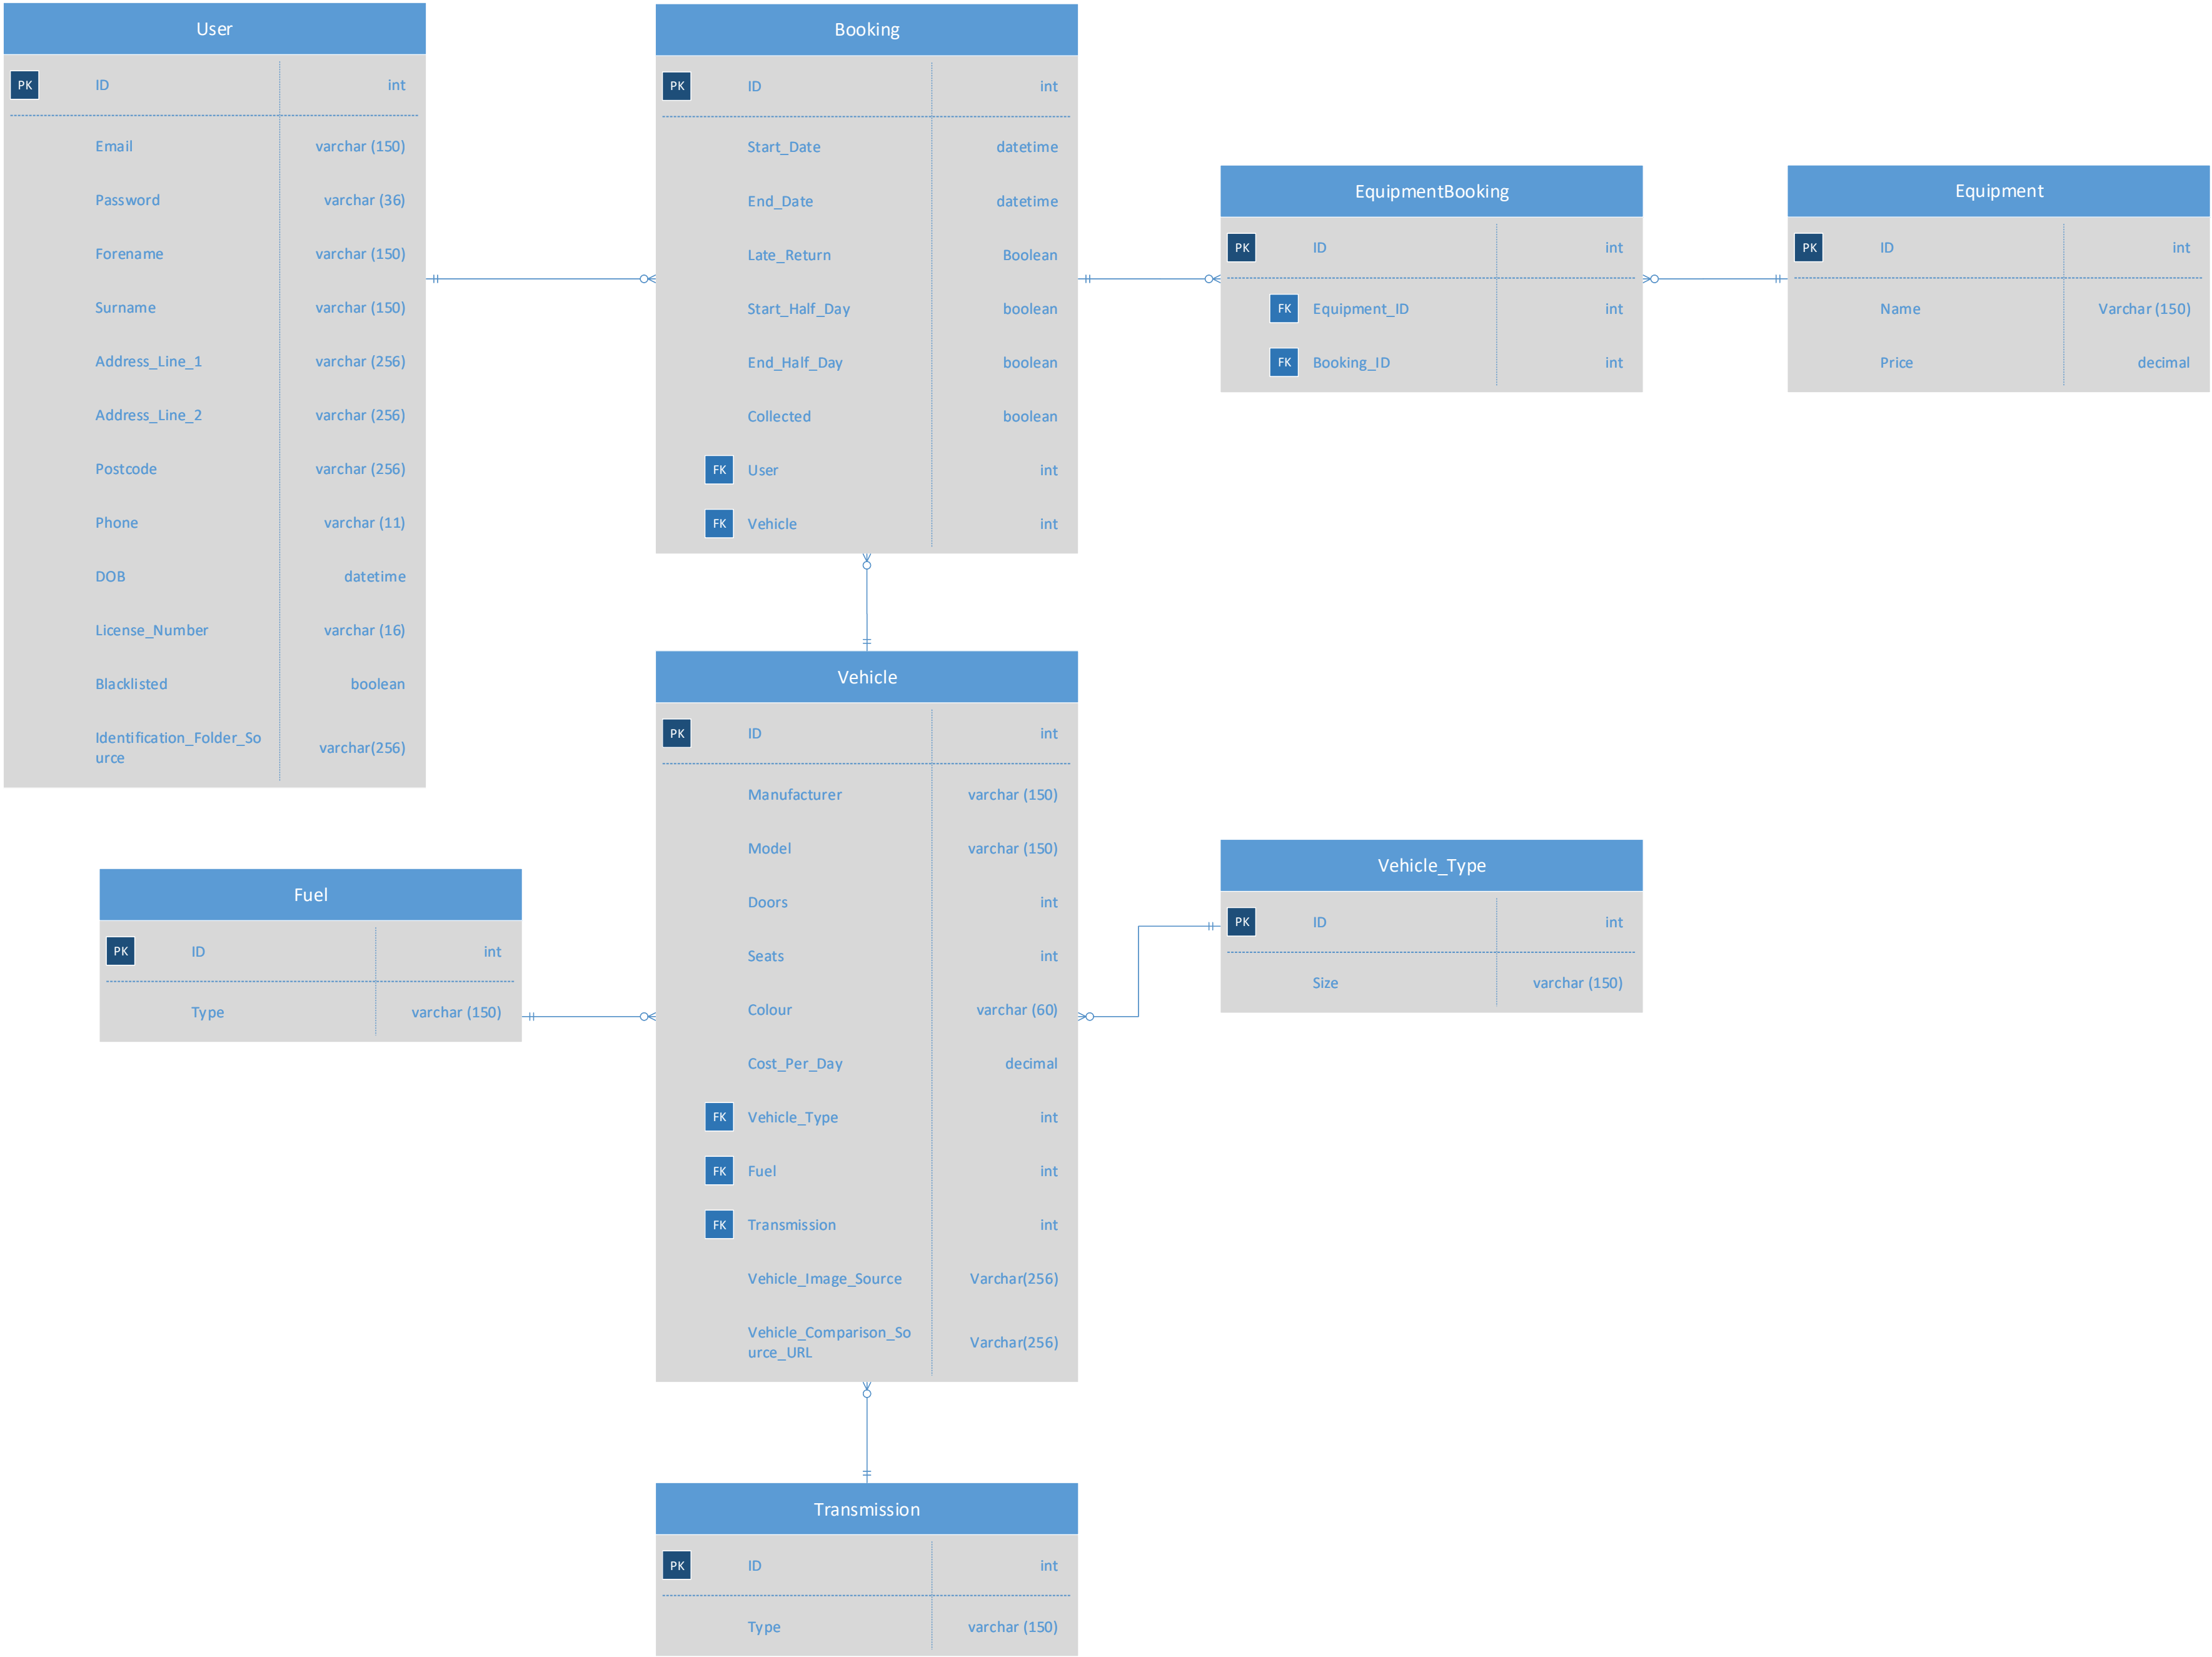 User
PK ID int
Email varchar (150)
Password varchar (36)
Forename varchar (150)
Surname varchar (150)
Address_Line_1 varchar (256)
Address_Line_2 varchar (256)
Postcode varchar (256)
Phone varchar (11)
DOB datetime
License_Number varchar (16)
Blacklisted boolean
Identification_Folder_So
urce varchar(256)
Booking
PK ID int
Start_Date datetime
End_Date datetime
Late_Return Boolean
Start_Half_Day boolean
End_Half_Day boolean
Collected boolean
FK User int
FK Vehicle int
EquipmentBooking
PK ID int
FK Equipment_ID int
FK Booking_ID int
Equipment
PK ID int
Name Varchar (150)
Price decimal
Vehicle
PK ID int
Manufacturer varchar (150)
Model varchar (150)
Doors int
Seats int
Colour varchar (60)
Cost_Per_Day decimal
FK Vehicle_Type int
FK Fuel int
FK Transmission int
Vehicle_Image_Source Varchar(256)
Vehicle_Comparison_So
urce_URL Varchar(256)
Fuel
PK ID int
Type varchar (150)
Vehicle_Type
PK ID int
Size varchar (150)
Transmission
PK ID int
Type varchar (150)